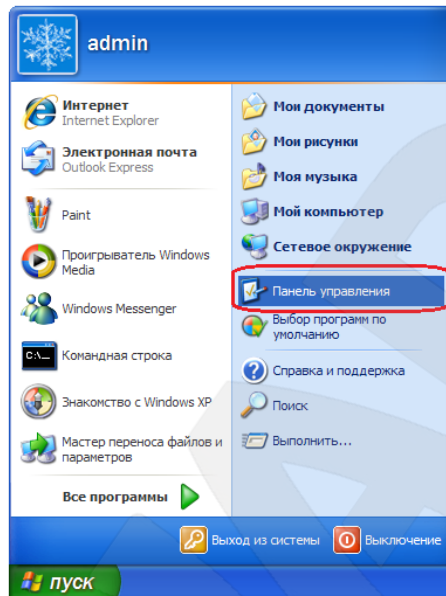 admin
Интернет
Internet Explorer
Электронная почта
Outlook Express
Paint
Проигрыватель Windows
Media
Windows Messenger
C:\_
Командная строка
Знакомство с Windows XP
Мастер переноса файлов и
параметров
Все программы
Мои документы
Мои рисунки
Моя музыка
Мой компьютер
Сетевое окружение
Панель управления
Выбор программ по
умолчанию
Справка и поддержка
Поиск
Выполнить...
Выход из системы
Выключение
пуск